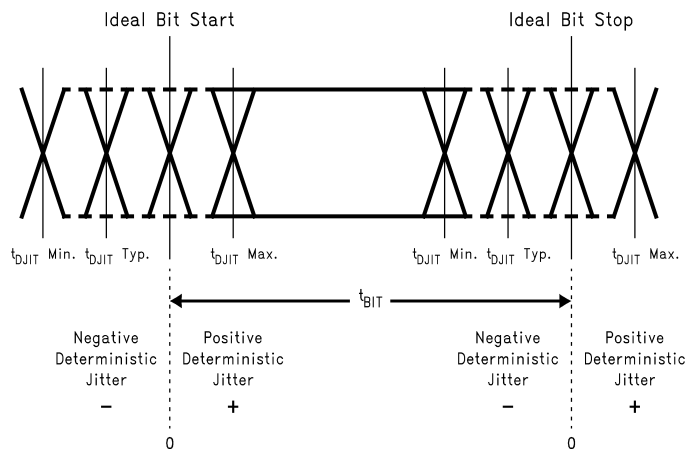 Ideal Bit Start
Ideal Bit Stop
tDJIT Min. tDJIT Typ. tDJIT Max. tDJIT Min. tDJIT Typ. tDJIT Max.
tBIT
Negative
Deterministic
Jitter
−
Positive
Deterministic
Jitter
+
Negative
Deterministic
Jitter
−
Positive
Deterministic
Jitter
+
0
0